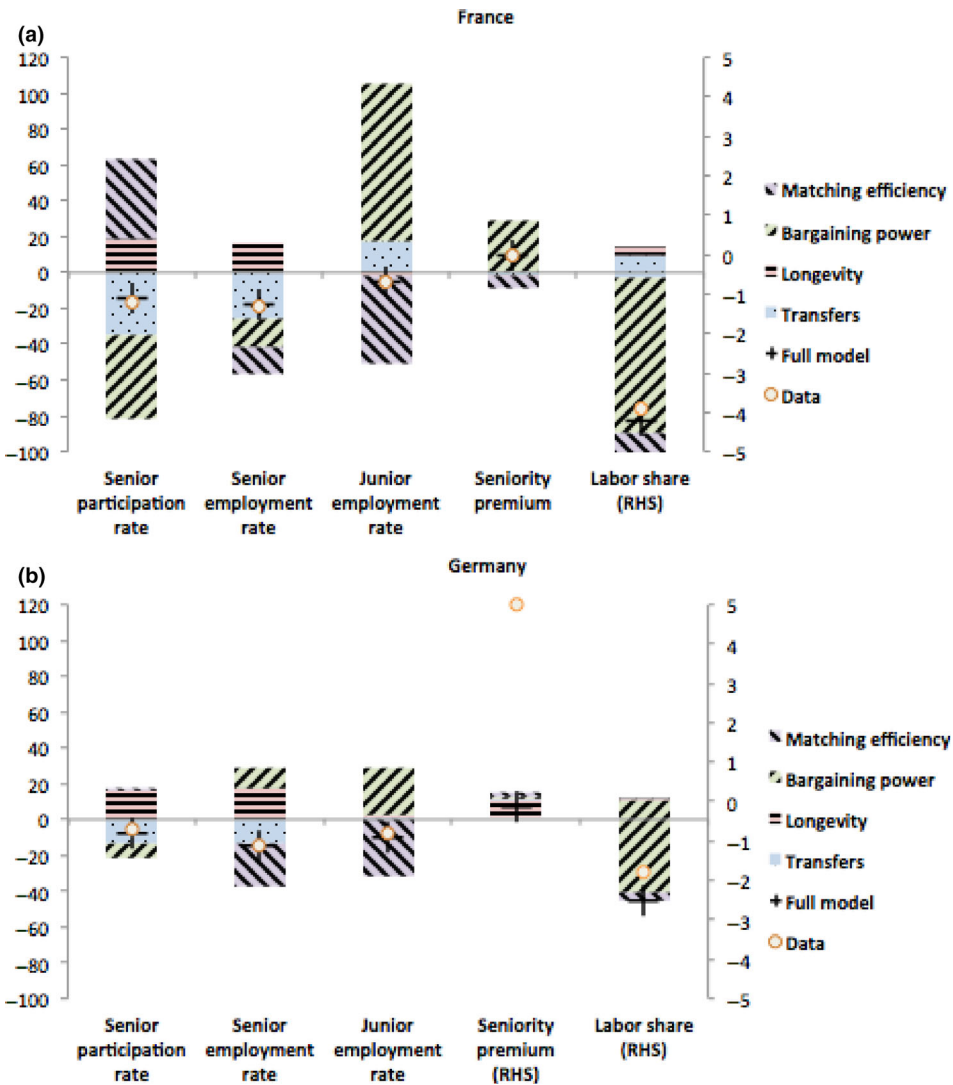 France
(a)
120
100
80
60
40
20
0
−20
−40
−60
−80
−100
5
4
3
2
1
0
−1
−2
−3
−4
−5
Matching efficiency
Bargaining power
Longevity
Transfers
Full model
Data
Senior
participation
rate
Senior
employment
rate
Junior
employment
rate
Seniority
premium
Labor share
(RHS)
(b)
Germany
120
100
80
60
40
20
0
−20
−40
−60
−80
−100
5
4
3
2
1
0
−1
−2
−3
−4
−5
Matching efficiency
Bargaining power
Longevity
Transfers
Full model
Data
Senior
participation
rate
Senior
employment
rate
Junior
employment
rate
Seniority
premium
(RHS)
Labor share
(RHS)